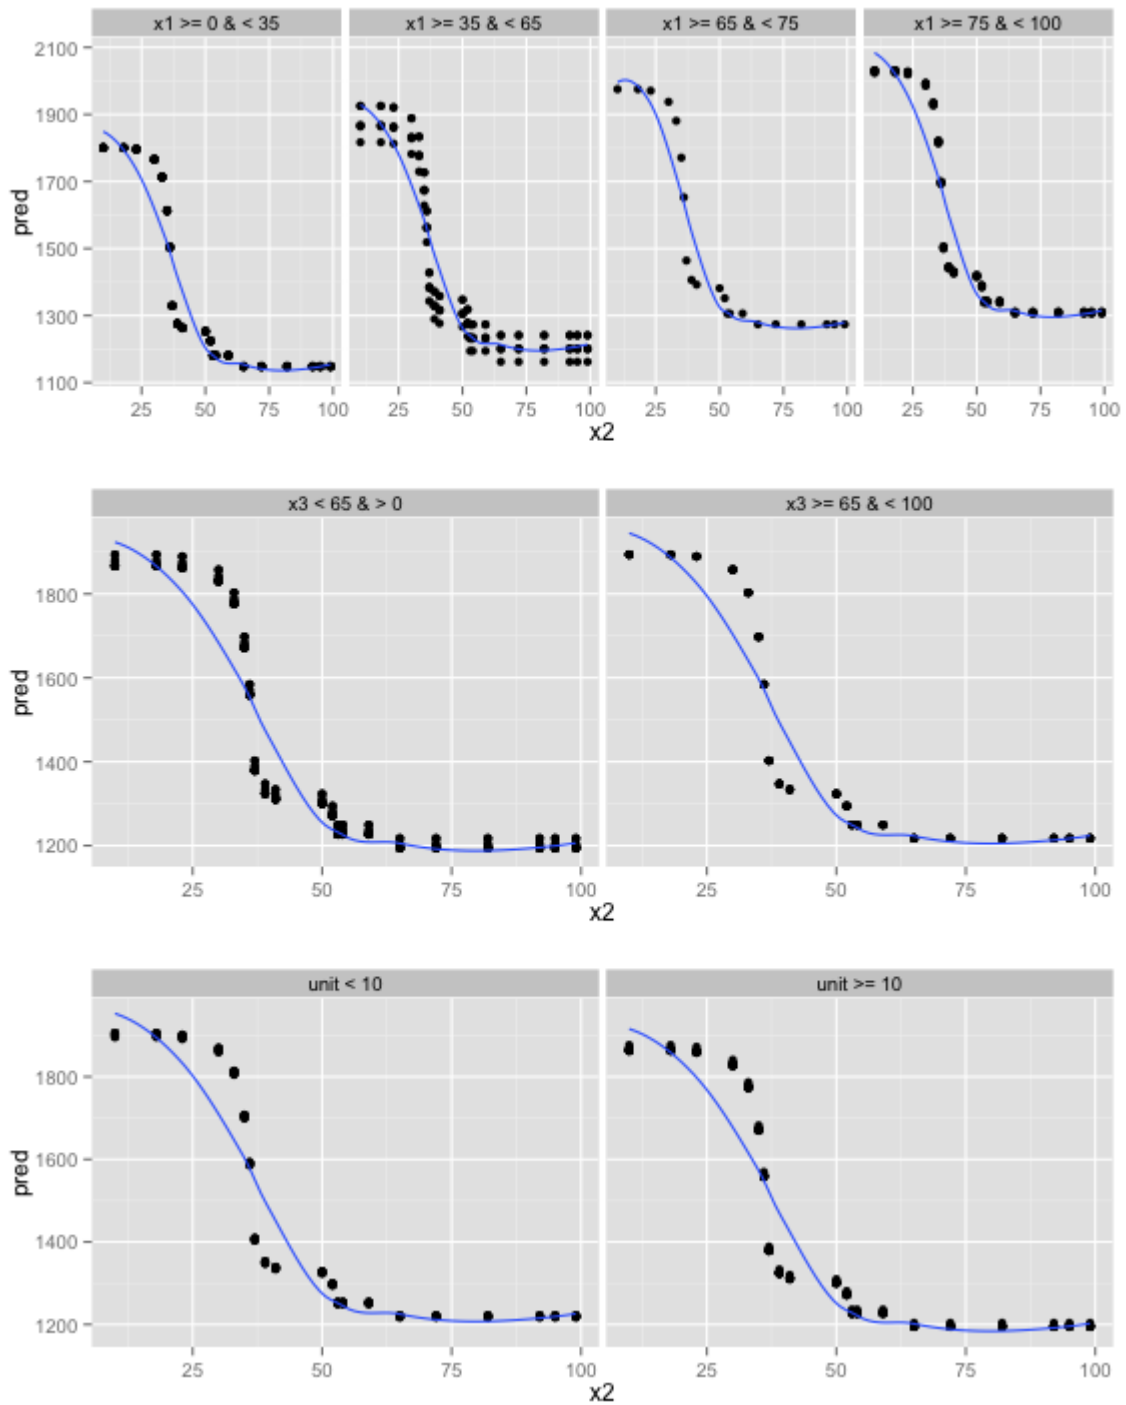 x1 >= 0 & < 35 x1 >= 35 & < 65 x1 >= 65 & < 75 x1 >= 75 & < 100
2100
1900
1700
1500
1300
1100
pred
25 50 75 100 25 50 75 100 25 50 75 100 25 50 75 100
x2
x3 < 65 & > 0 x3 >= 65 & < 100
1800
1600
1400
1200
pred
25 50 75 100 25 50 75 100
x2
unit < 10 unit >= 10
1800
1600
1400
1200
pred
25 50 75 100 25 50 75 100
x2